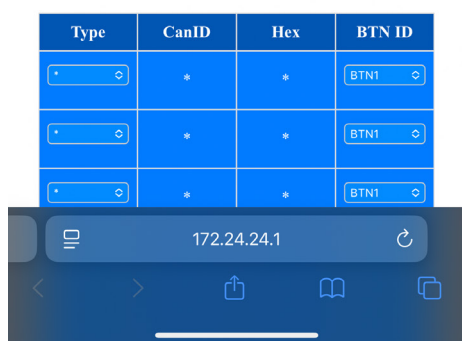 Type CanID Hex BTN ID
* * * BTN1
* * * BTN1
* * * BTN1
172.24.24.1